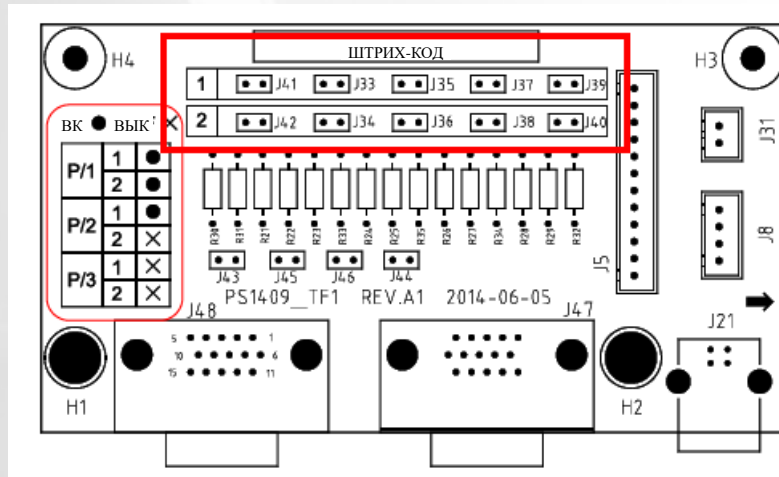 H4
ШТРИХ-КОД
H3
1 J41 J33 J35 J37 J39
2 J42 J34 J36 J38 J40
ВК ВЫК
P/1 1
2
P/2 1
2
P/3 1
2
J31
J8
J5
R30 R31 R21 R22 R23 R24 R25 R35 R26 R27 R34 R28 R29 R32
J43 J45 J46 J44
PS1409__TF1 REV.A1 2014-06-05
J48 J47 J21
5 1
10 6
15 11
H1 H2